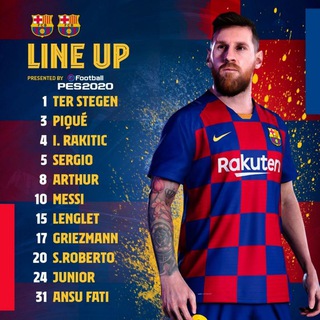 LINE UP
PRESENTED BY eFootball
PES2020
1 TER STEGEN
3 PIQUÉ
4 I. RAKITIC
5 SERGIO
8 ARTHUR
10 MESSI
15 LENGLET
17 GRIEZMANN
20 S.ROBERTO
24 JUNIOR
31 ANSU FATI
Rakuten